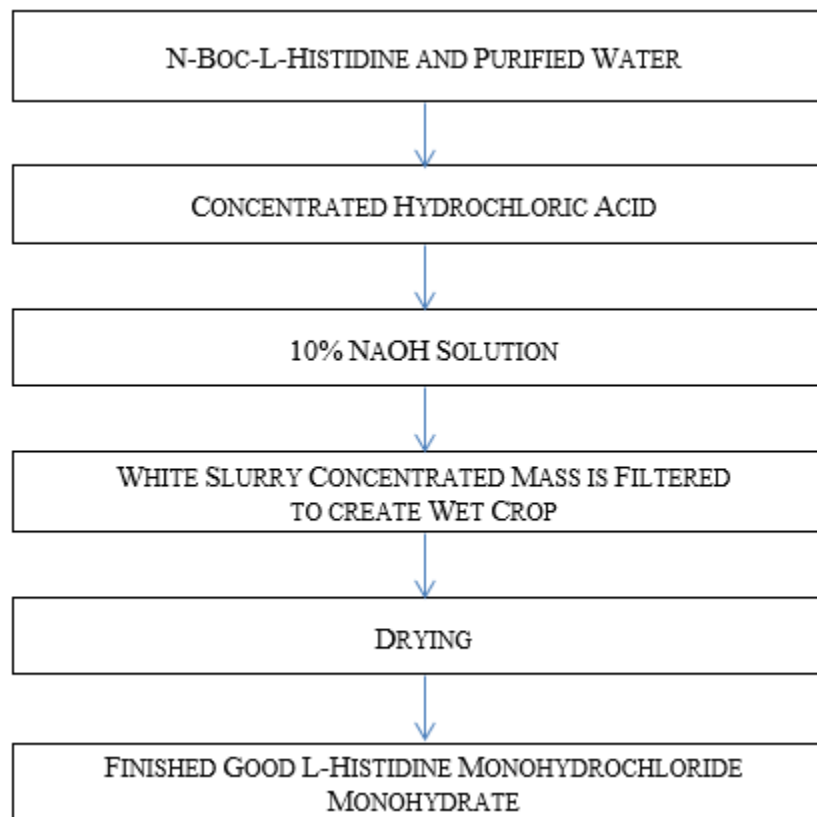 N-BOC-L-HISTIDINE AND PURIFIED WATER
CONCENTRATED HYDROCHLORIC ACID
10% NAOH SOLUTION
WHITE SLURRY CONCENTRATED MASS IS FILTERED
TO CREATE WET CROP
DRYING
FINISHED GOOD L-HISTIDINE MONOHYDROCHLORIDE
MONOHYDRATE